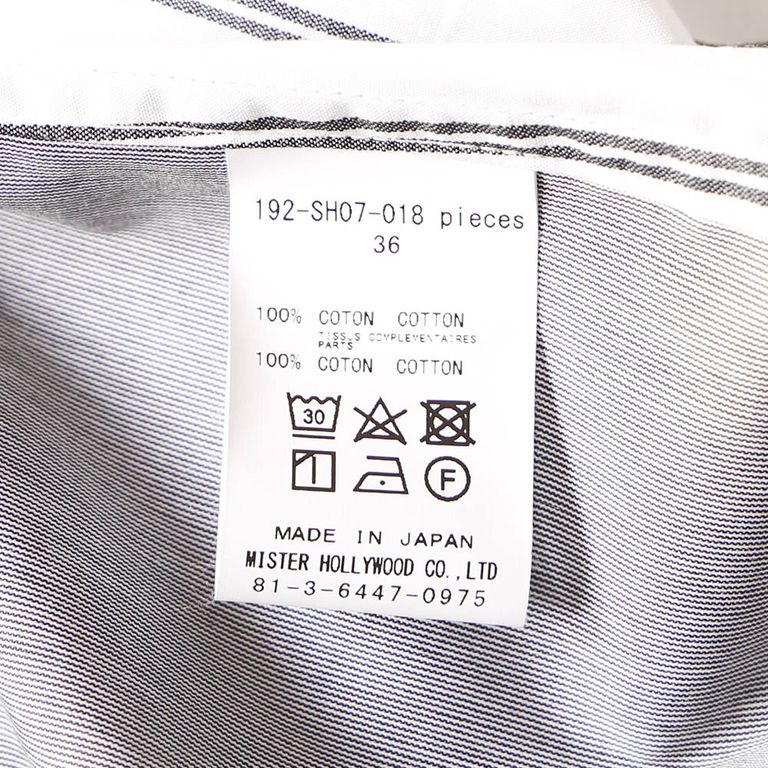 192-SH07-018 pieces
36
100% COTON COTTON
TISSUS COMPLEMENTAIRES
PARTS
100% COTON COTTON
30
F
MADE IN JAPAN
MISTER HOLLYWOOD CO.,LTD
81-3-6447-0975